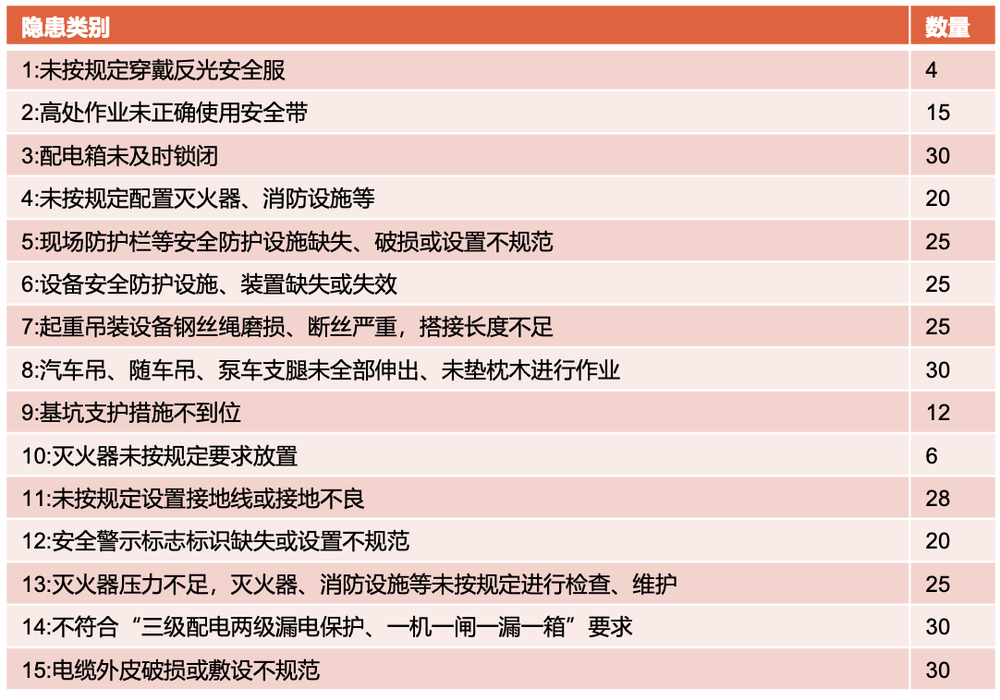 隐患类别 数量
1:未按规定穿戴反光安全服 4
2:高处作业未正确使用安全带 15
3:配电箱未及时锁闭 30
4:未按规定配置灭火器、消防设施等 20
5:现场防护栏等安全防护设施缺失、破损或设置不规范 25
6:设备安全防护设施、装置缺失或失效 25
7:起重吊装设备钢丝绳磨损、断丝严重，搭接长度不足 25
8:汽车吊、随车吊、泵车支腿未全部伸出、未垫枕木进行作业 30
9:基坑支护措施不到位 12
10:灭火器未按规定要求放置 6
11:未按规定设置接地线或接地不良 28
12:安全警示标志标识缺失或设置不规范 20
13:灭火器压力不足，灭火器、消防设施等未按规定进行检查、维护 25
14:不符合“三级配电两级漏电保护、一机一闸一漏一箱”要求 30
15:电缆外皮破损或敷设不规范 30